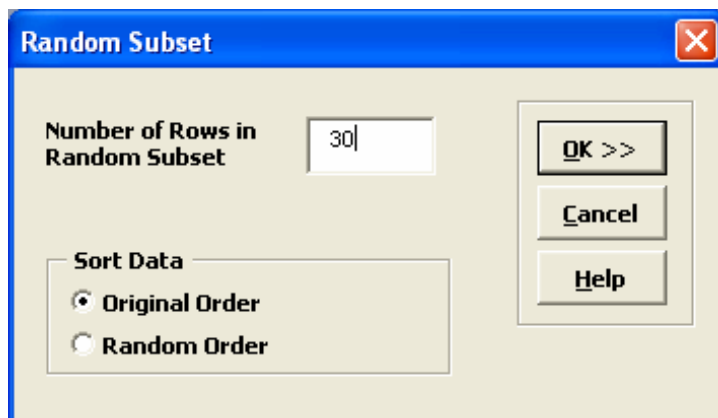 Random Subset
Number of Rows in
Random Subset
30
OK >>
Cancel
Help
Sort Data
Original Order
Random Order